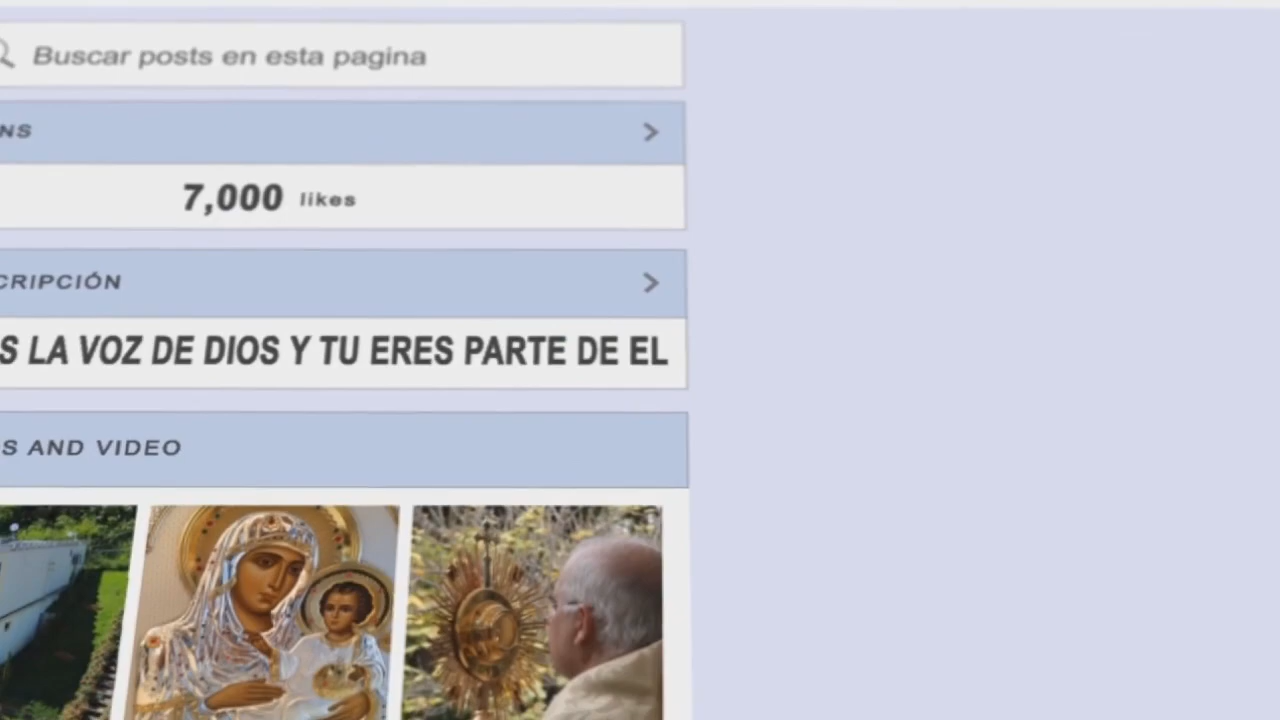 Buscar posts en esta pagina
NS
7,000 likes
CRIPCIÓN
S LA VOZ DE DIOS Y TU ERES PARTE DE EL
S AND VIDEO